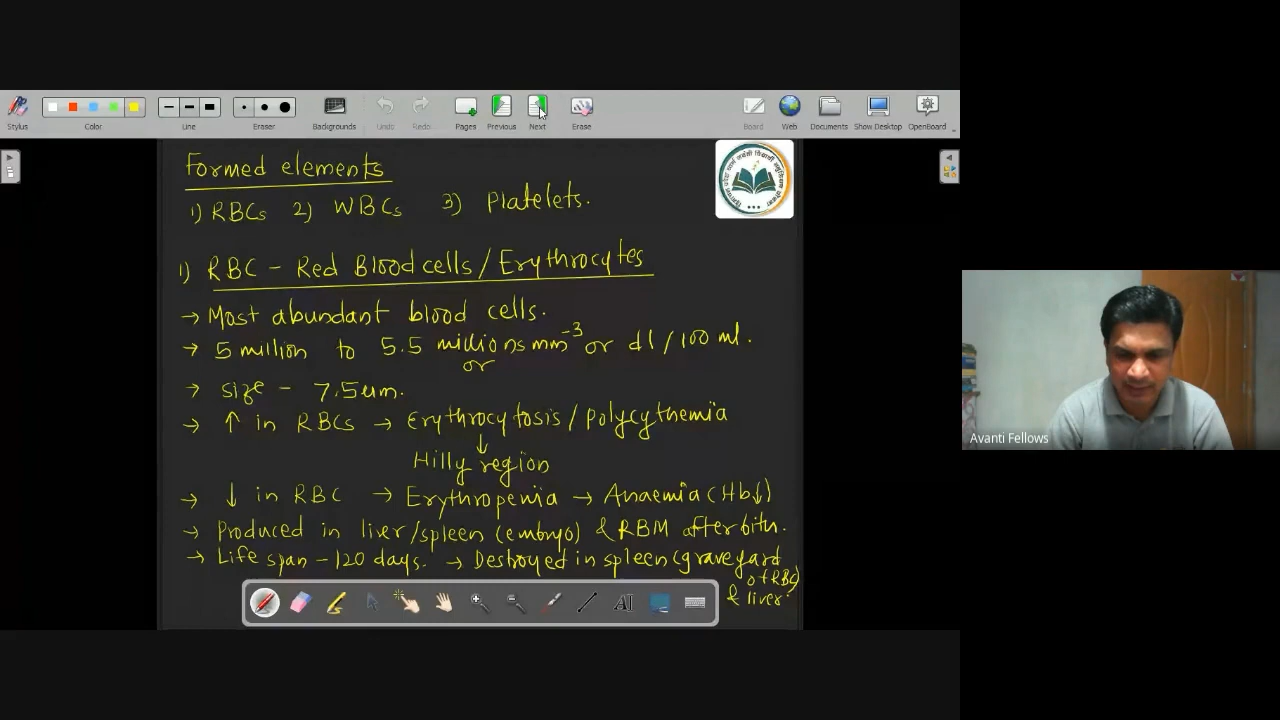 Stylus
Color
Line
Eraser
Backgrounds
Undo
Redo
Pages
Previous
Next
Erase
Board
Web
Documents
Show Desktop
OpenBoard
Formed elements
1) RBCs 2) WBCs 3) Platelets.
1) RBC - Red Blood cells / Erythrocytes
→ Most abundant blood cells.
→ 5 million to 5.5 millions mm⁻³ or dl / 100 ml.
or
→ size - 7.5um.
→ ↑ in RBCs → Erythrocytosis / Polycythemia
↓
Hilly region
→ ↓ in RBC → Erythropenia → Anaemia (Hb↓)
→ Produced in liver/spleen (embryo) & RBM after bith.
→ Life span - 120 days. → Destroyed in spleen (graveyard
of RBC)
& liver.
AI
Avanti Fellows